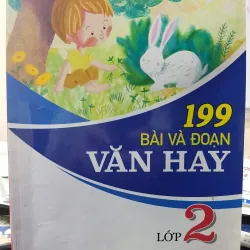 199
BÀI VÀ ĐOẠN
VĂN HAY
LỚP 2